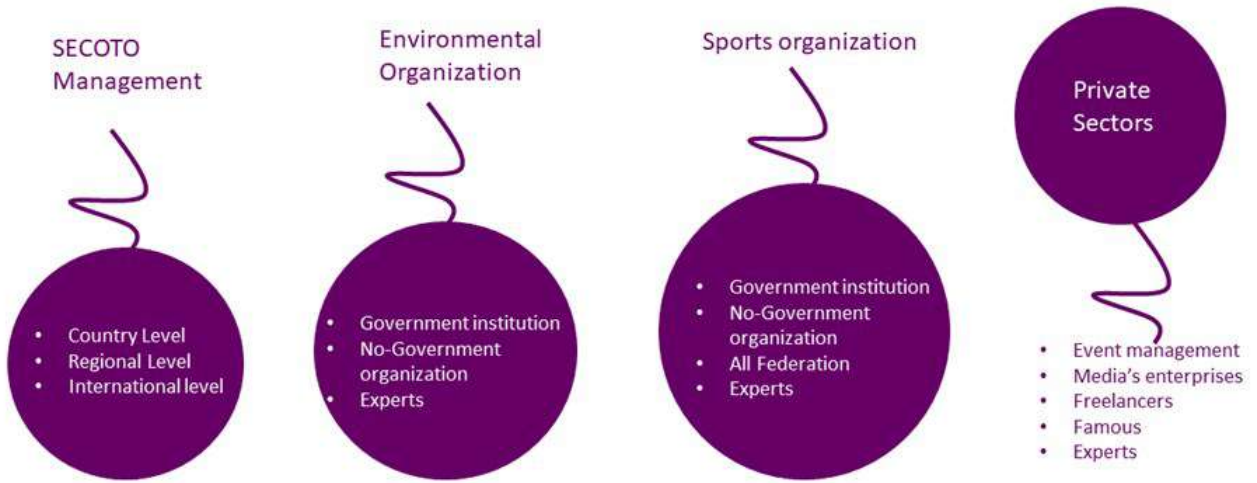 SECOTO
Management
• Country Level
• Regional Level
• International level
Environmental
Organization
• Government institution
• No-Government
organization
• Experts
Sports organization
• Government institution
• No-Government
organization
• All Federation
• Experts
Private
Sectors
• Event management
• Media's enterprises
• Freelancers
• Famous
• Experts